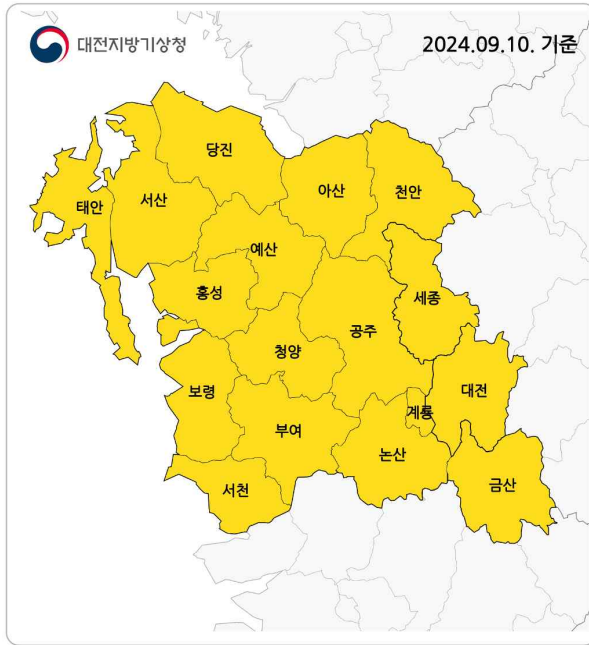 대전지방기상청
2024.09.10. 기준
당진
아산
천안
태안
서산
예산
홍성
세종
공주
청양
보령
대전
계룡
부여
논산
서천
금산